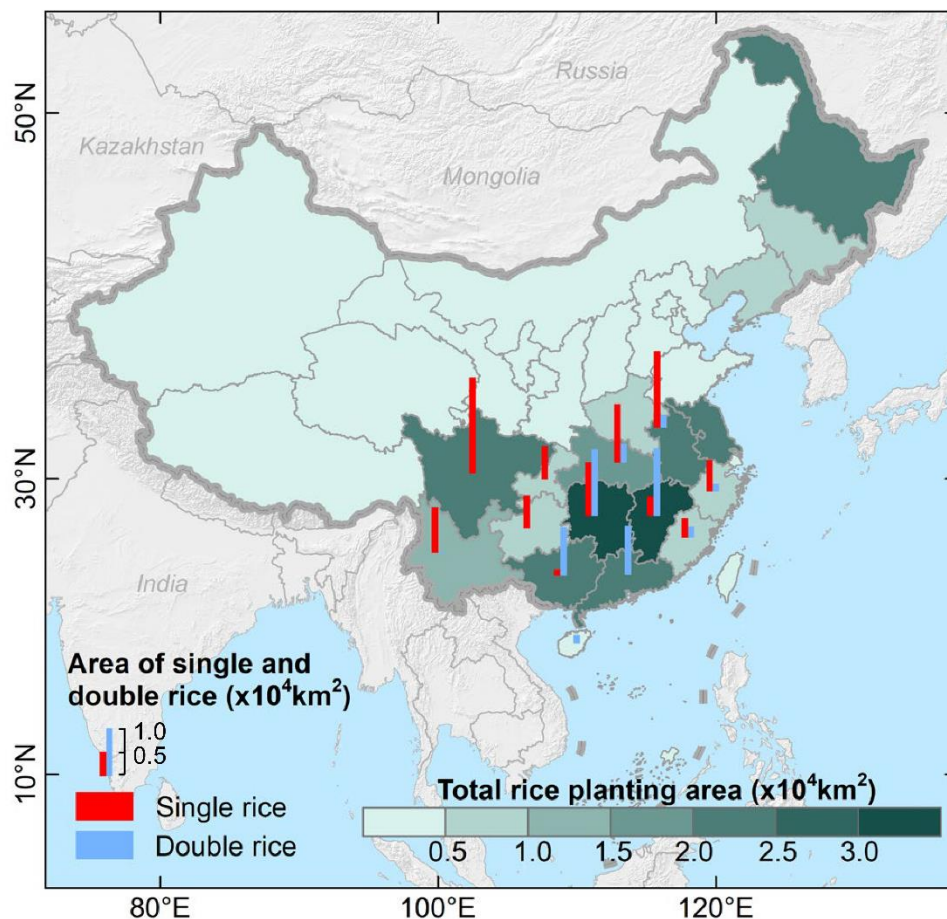 Russia
50°N
Kazakhstan
Mongolia
30°N
India
Area of single and
double rice (x10⁴km²)
1.0
0.5
Single rice
Double rice
Total rice planting area (x10⁴km²)
0.5 1.0 1.5 2.0 2.5 3.0
10°N
80°E 100°E 120°E